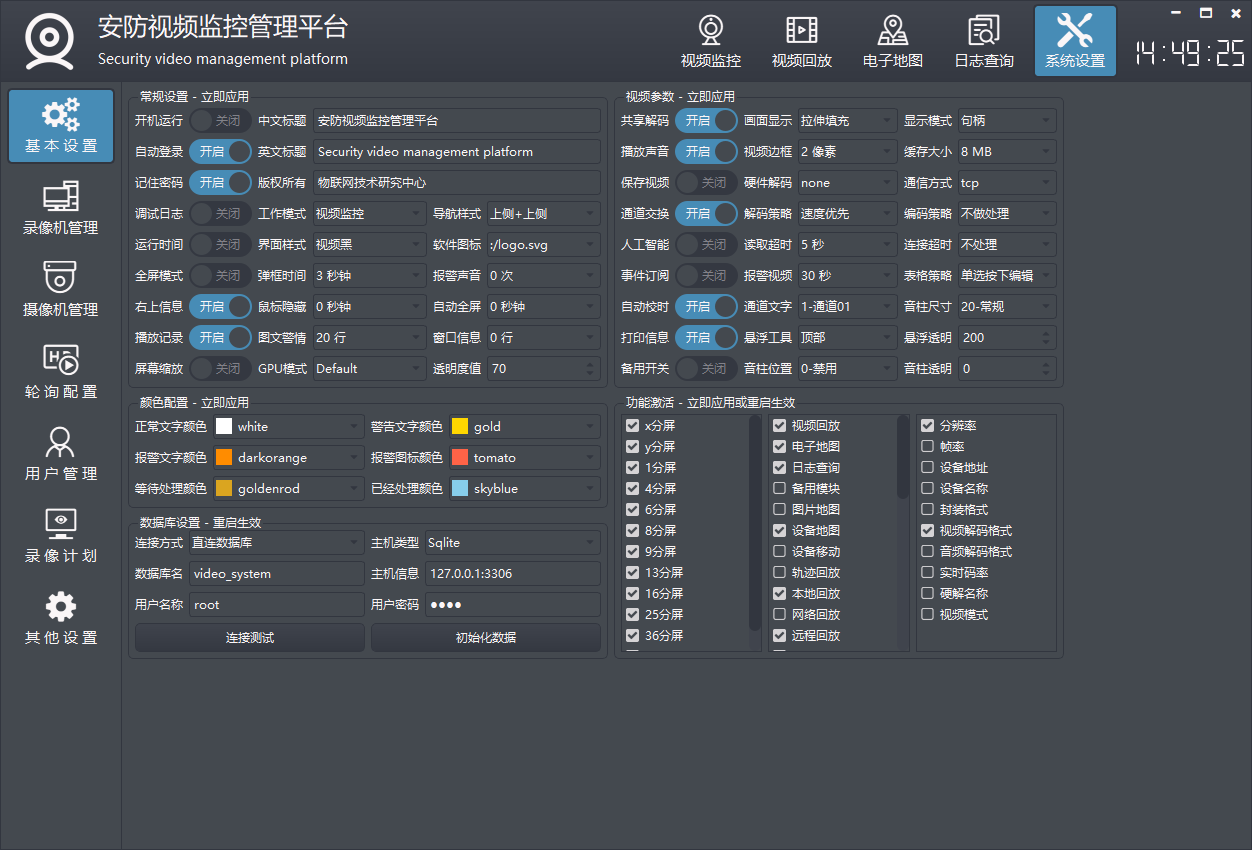 安防视频监控管理平台
Security video management platform
视频监控 视频回放 电子地图 日志查询 系统设置
14:49:25
基本设置
录像机管理
摄像机管理
轮询配置
用户管理
录像计划
其他设置
常规设置 - 立即应用
开机运行 关闭 中文标题 安防视频监控管理平台
自动登录 开启 英文标题 Security video management platform
记住密码 开启 版权所有 物联网技术研究中心
调试日志 关闭 工作模式 视频监控 导航样式 上侧+上侧
运行时间 关闭 界面样式 视频黑 软件图标 :/logo.svg
全屏模式 关闭 弹框时间 3 秒钟 报警声音 0 次
右上信息 开启 鼠标隐藏 0 秒钟 自动全屏 0 秒钟
播放记录 开启 图文警情 20 行 窗口信息 0 行
屏幕缩放 关闭 GPU模式 Default 透明度值 70
视频参数 - 立即应用
共享解码 开启 画面显示 拉伸填充 显示模式 句柄
播放声音 开启 视频边框 2 像素 缓存大小 8 MB
保存视频 关闭 硬件解码 none 通信方式 tcp
通道交换 开启 解码策略 速度优先 编码策略 不做处理
人工智能 关闭 读取超时 5 秒 连接超时 不处理
事件订阅 关闭 报警视频 30 秒 表格策略 单选按下编辑
自动校时 开启 通道文字 1-通道01 音柱尺寸 20-常规
打印信息 开启 悬浮工具 顶部 悬浮透明 200
备用开关 关闭 音柱位置 0-禁用 音柱透明 0
颜色配置 - 立即应用
正常文字颜色 white 警告文字颜色 gold
报警文字颜色 darkorange 报警图标颜色 tomato
等待处理颜色 goldenrod 已经处理颜色 skyblue
数据库设置 - 重启生效
连接方式 直连数据库 主机类型 Sqlite
数据库名 video_system 主机信息 127.0.0.1:3306
用户名称 root 用户密码 ●●●●
连接测试 初始化数据
功能激活 - 立即应用或重启生效
x分屏
y分屏
1分屏
4分屏
6分屏
8分屏
9分屏
13分屏
16分屏
25分屏
36分屏
视频回放
电子地图
日志查询
备用模块
图片地图
设备地图
设备移动
轨迹回放
本地回放
网络回放
远程回放
分辨率
帧率
设备地址
设备名称
封装格式
视频解码格式
音频解码格式
实时码率
硬解名称
视频模式